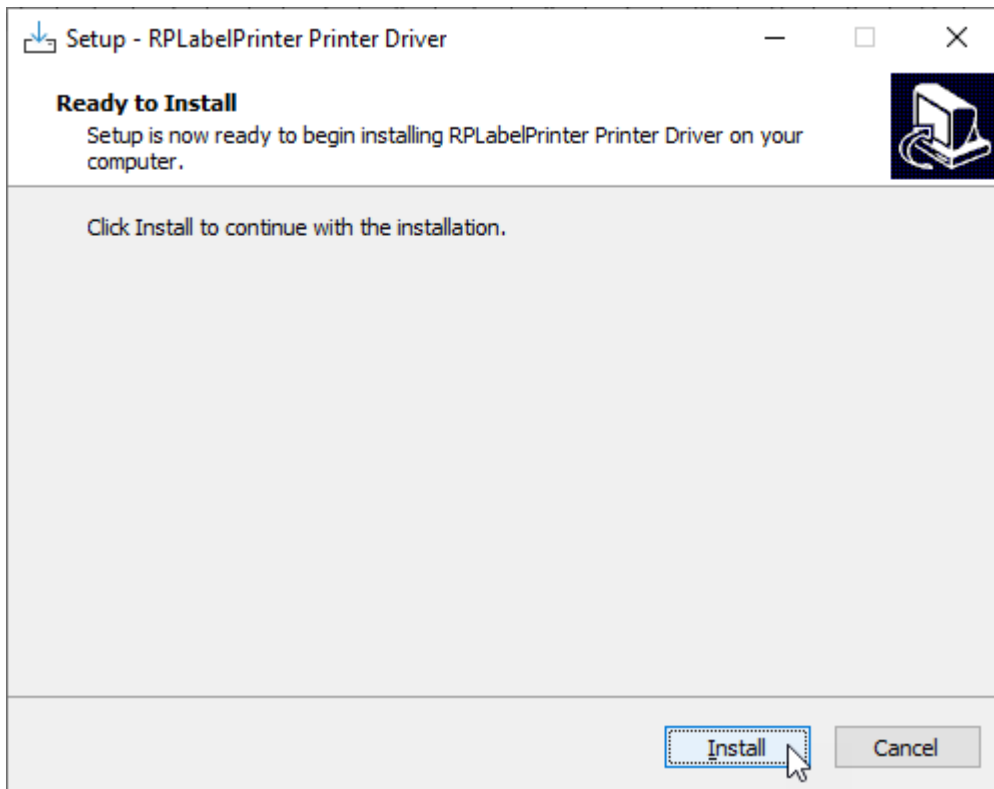 Setup - RPLabelPrinter Printer Driver
Ready to Install
Setup is now ready to begin installing RPLabelPrinter Printer Driver on your
computer.
Click Install to continue with the installation.
Install
Cancel